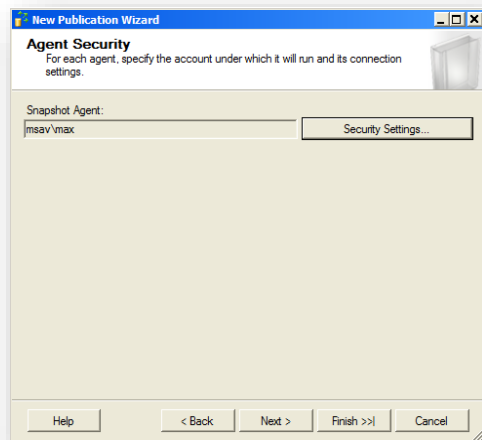 New Publication Wizard
Agent Security
For each agent, specify the account under which it will run and its connection
settings.
Snapshot Agent:
msav\max
Security Settings...
Help
< Back
Next >
Finish >>|
Cancel